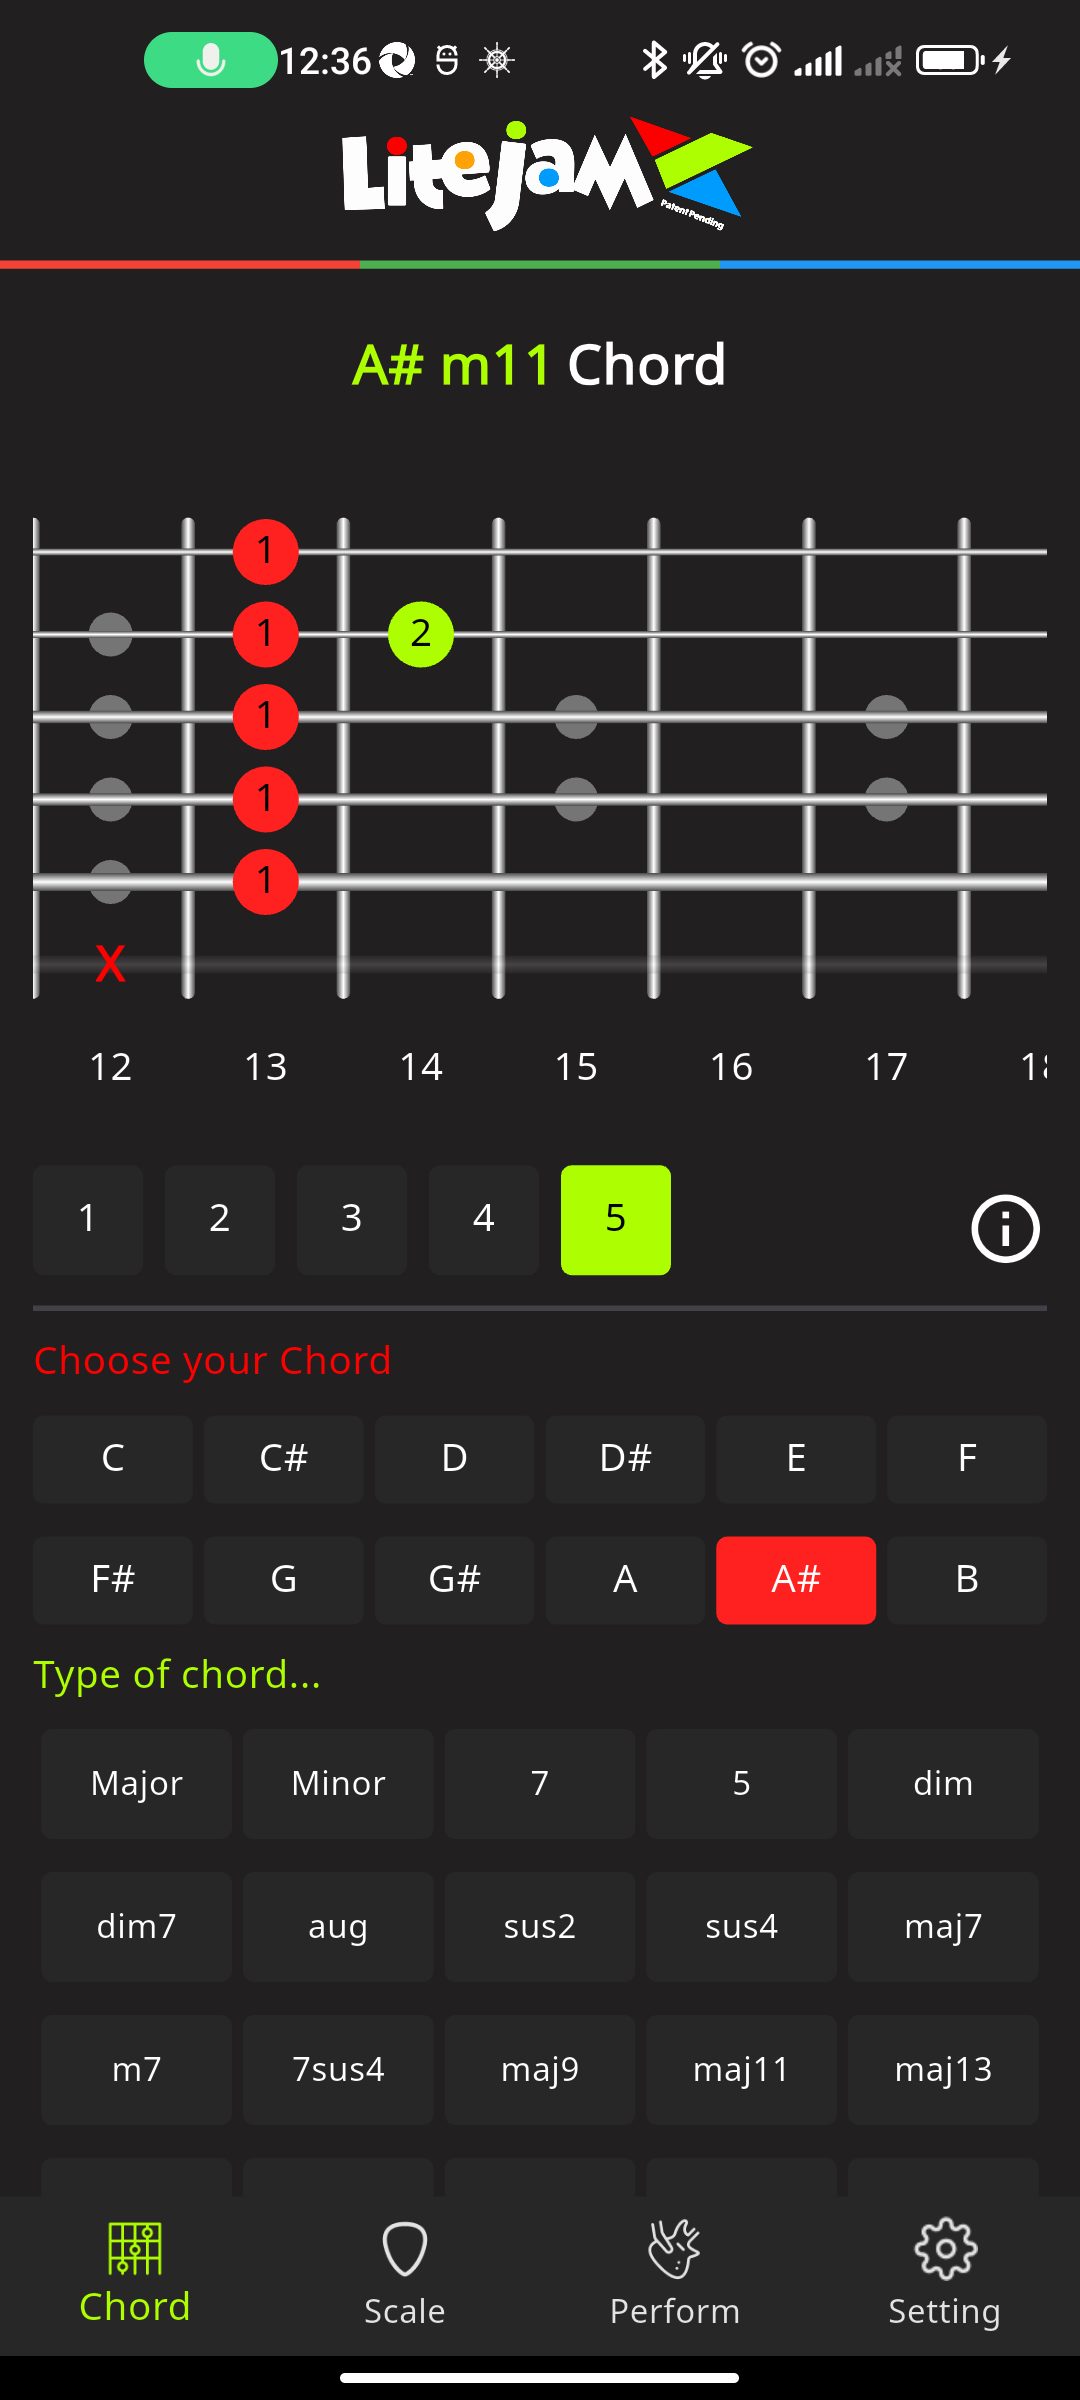 12:36
Litejam
Patent Pending
A# m11 Chord
1
1 2
1
1
1
X
12 13 14 15 16 17
1 2 3 4 5
Choose your Chord
C C# D D# E F
F# G G# A A# B
Type of chord...
Major Minor 7 5 dim
dim7 aug sus2 sus4 maj7
m7 7sus4 maj9 maj11 maj13
Chord Scale Perform Setting